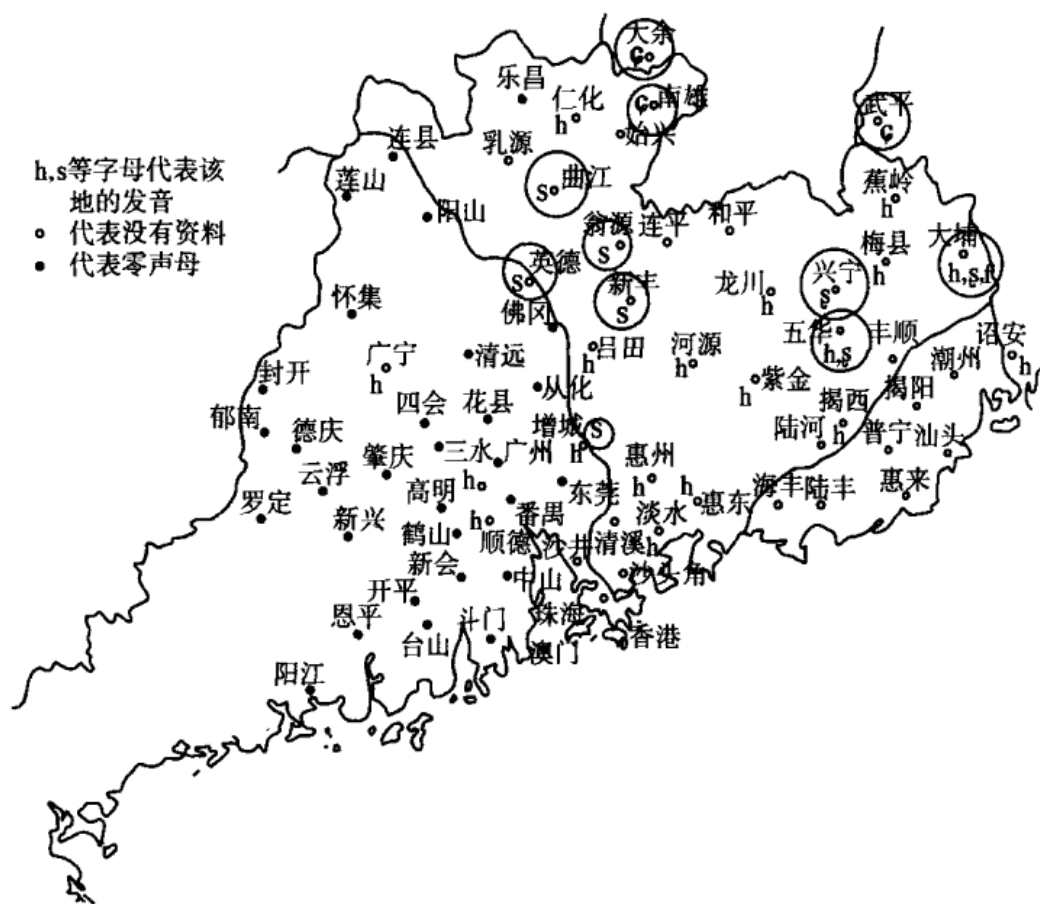 大余
ç
乐昌
仁化
h
ç
南雄
武平
ç
始兴
连县
乳源
h,s等字母代表该
地的发音
代表没有资料
代表零声母
莲山
曲江
s
蕉岭
h
阳山
翁源
s
连平
和平
梅县
h
大埔
h,s,f
英德
s
新丰
s
龙川
h
兴宁
s
怀集
佛冈
五华
h,s
丰顺
诏安
h
广宁
h
清远
吕田
h
河源
h
潮州
封开
从化
紫金
h
揭阳
四会
花县
揭西
h
郁南
德庆
增城
s
h
陆河
普宁
汕头
三水
广州
肇庆
惠州
h
云浮
高明
h
东莞
h
惠东
海丰
陆丰
惠来
罗定
新兴
番禺
淡水
h
鹤山
h
顺德
沙井
清溪
新会
中山
沙头角
开平
珠海
恩平
斗门
台山
澳门
香港
阳江